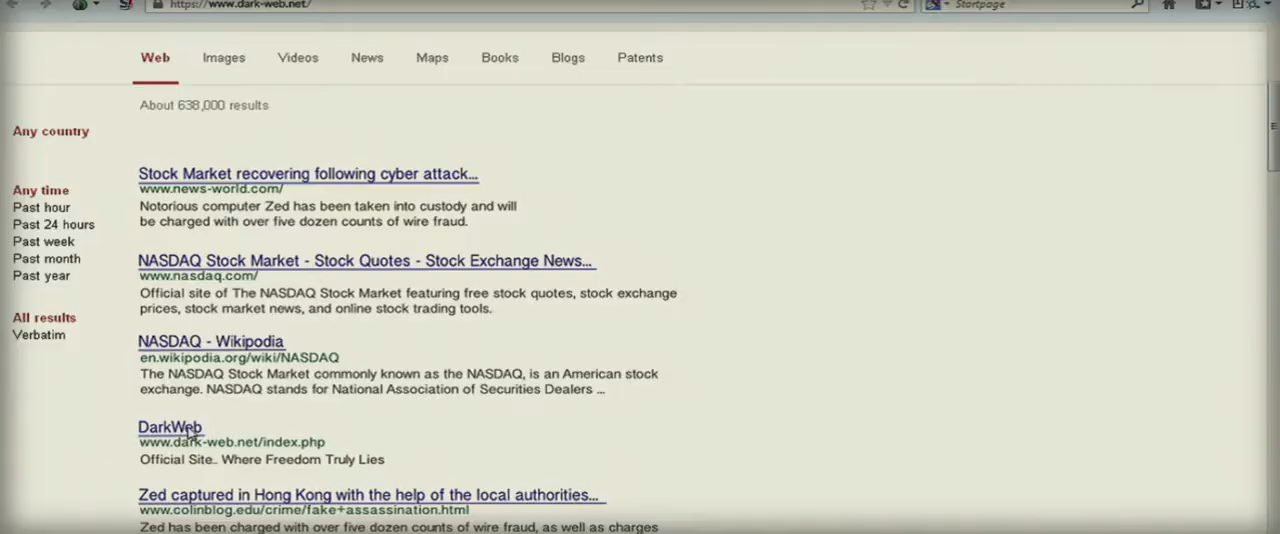 https://www.dark-web.net/
Startpage
Web Images Videos News Maps Books Blogs Patents
About 638,000 results
Any country
Any time
Past hour
Past 24 hours
Past week
Past month
Past year
All results
Verbatim
Stock Market recovering following cyber attack...
www.news-world.com/
Notorious computer Zed has been taken into custody and will
be charged with over five dozen counts of wire fraud.
NASDAQ Stock Market - Stock Quotes - Stock Exchange News...
www.nasdaq.com/
Official site of The NASDAQ Stock Market featuring free stock quotes, stock exchange
prices, stock market news, and online stock trading tools.
NASDAQ - Wikipodia
en.wikipodia.org/wiki/NASDAQ
The NASDAQ Stock Market commonly known as the NASDAQ, is an American stock
exchange. NASDAQ stands for National Association of Securities Dealers ...
DarkWeb
www.dark-web.net/index.php
Official Site.. Where Freedom Truly Lies
Zed captured in Hong Kong with the help of the local authorities...
www.colinblog.edu/crime/fake+assassination.html
Zed has been charged with over five dozen counts of wire fraud, as well as charges